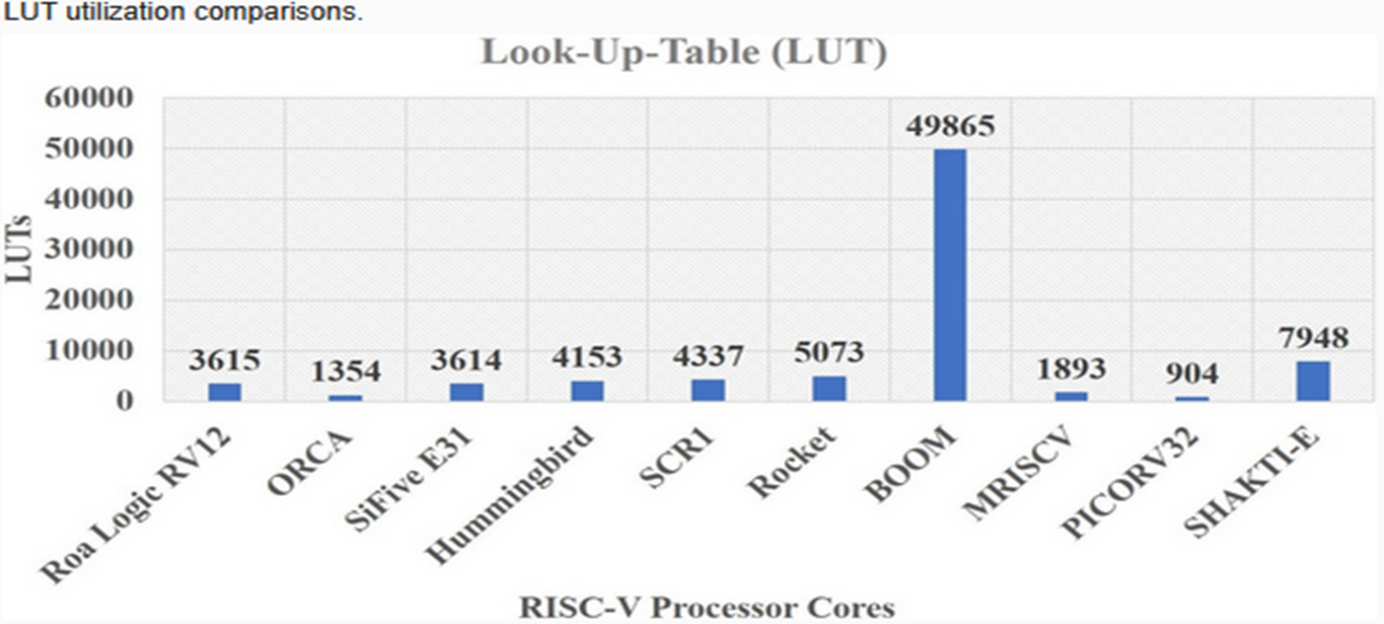 LUT utilization comparisons.
Look-Up-Table (LUT)
60000
50000
40000
30000
20000
10000
0
LUTs
3615
1354
3614
4153
4337
5073
49865
1893
904
7948
Roa Logic RV12
ORCA
SiFive E31
Hummingbird
SCR1
Rocket
BOOM
MRISCV
PICORV32
SHAKTI-E
RISC-V Processor Cores